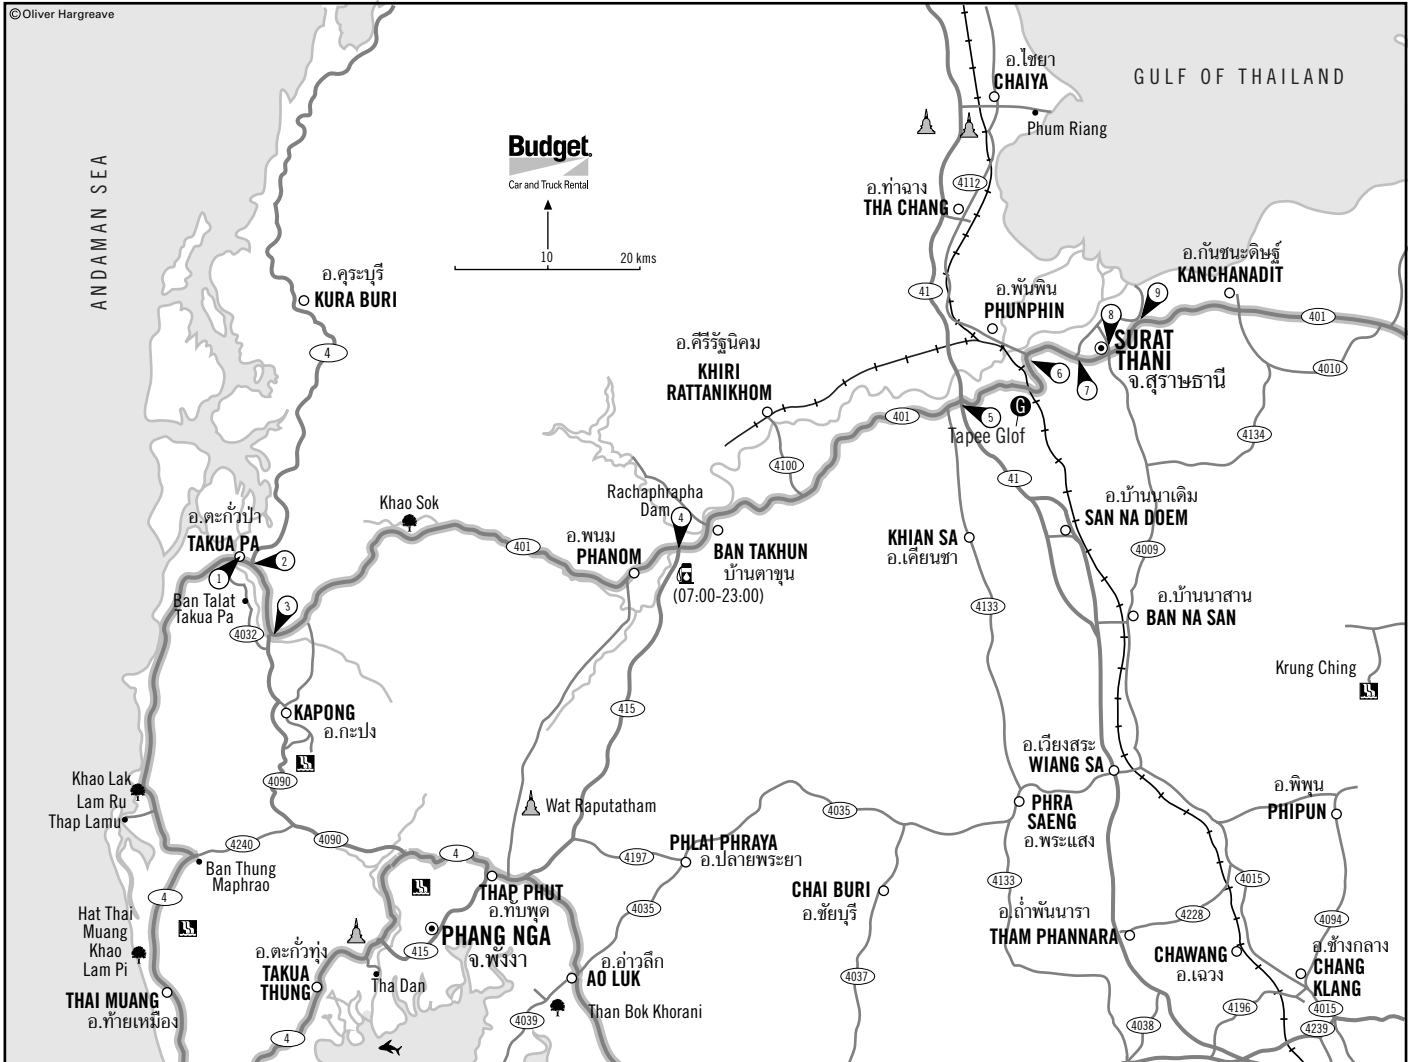 © Oliver Hargreave
GULF OF THAILAND
ANDAMAN SEA
Budget
Car and Truck Rental
10
20 kms
อ.ไชยา
CHAIYA
Phum Riang
4112
อ.ท่าฉาง
THA CHANG
อ.กันชนะดิษฐ์
KANCHANADIT
อ.คุระบุรี
KURA BURI
41
อ.พันพิน
PHUNPHIN
9
8
401
4
อ.คีรีรัฐนิคม
KHIRI
RATTANIKHOM
SURAT
THANI
จ.สุราษธานี
6
7
4010
401
5
G
Tapee Glof
4134
4100
41
Khao Sok
Rachaphrapha
Dam
4
อ.บ้านนาเดิม
SAN NA DOEM
อ.ตะกั่วป่า
TAKUA PA
1
2
401
อ.พนม
PHANOM
BAN TAKHUN
บ้านตาขุน
(07:00-23:00)
KHIAN SA
อ.เคียนซา
4009
Ban Talat
Takua Pa
3
4032
4133
อ.บ้านนาสาน
BAN NA SAN
Krung Ching
KAPONG
อ.กะปง
415
อ.เวียงสระ
WIANG SA
Khao Lak
Lam Ru
Thap Lamu
4090
Wat Raputatham
4035
PHRA
SAENG
อ.พระแสง
อ.พิพุน
PHIPUN
4240
4090
4
4197
PHLAI PHRAYA
อ.ปลายพระยา
Ban Thung
Maphrao
4
THAP PHUT
อ.ทับพุด
4035
CHAI BURI
อ.ชัยบุรี
4133
4015
Hat Thai
Muang
Khao
Lam Pi
PHANG NGA
จ.พังงา
415
อ.ถ้ำพันนารา
THAM PHANNARA
4228
4094
อ.ตะกั่วทุ่ง
TAKUA
THUNG
Tha Dan
อ.อ่าวลึก
AO LUK
4037
CHAWANG
อ.เฉวง
อ.ช้างกลาง
CHANG
KLANG
THAI MUANG
อ.ท้ายเหมือง
4
4039
Than Bok Khorani
4038
4196
4015
4239